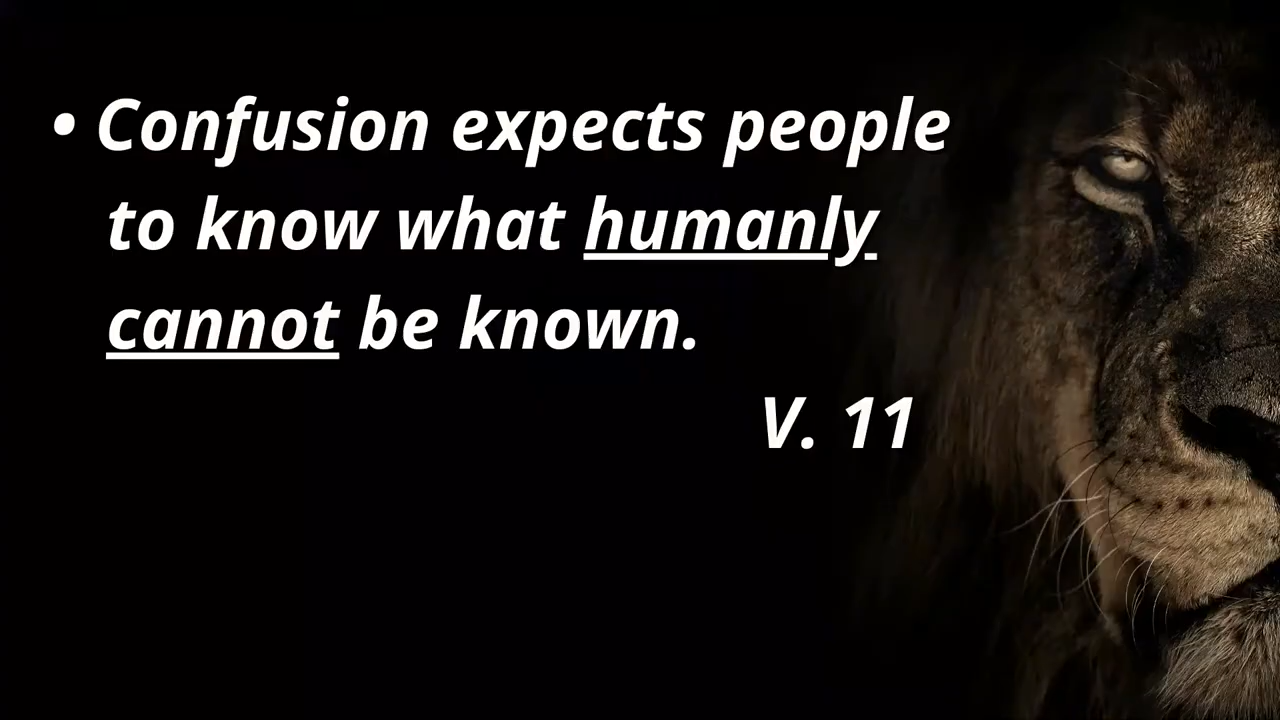 • Confusion expects people
to know what humanly
cannot be known.
V. 11